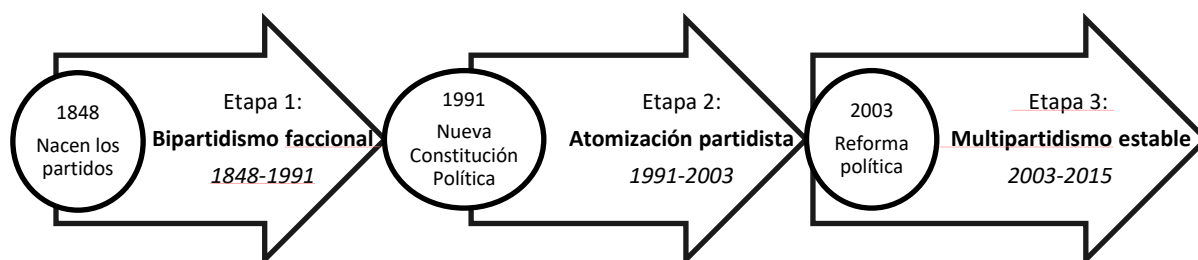 1848
Nacen los
partidos
Etapa 1:
Bipartidismo faccional
1848-1991
1991
Nueva
Constitución
Política
Etapa 2:
Atomización partidista
1991-2003
2003
Reforma
política
Etapa 3:
Multipartidismo estable
2003-2015